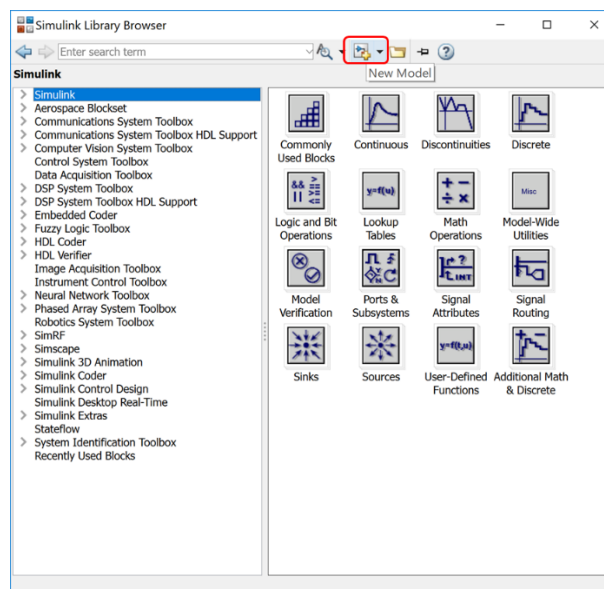 Simulink Library Browser
Enter search term
New Model
Simulink
Simulink
Aerospace Blockset
Communications System Toolbox
Communications System Toolbox HDL Support
Computer Vision System Toolbox
Control System Toolbox
Data Acquisition Toolbox
DSP System Toolbox
DSP System Toolbox HDL Support
Embedded Coder
Fuzzy Logic Toolbox
HDL Coder
HDL Verifier
Image Acquisition Toolbox
Instrument Control Toolbox
Neural Network Toolbox
Phased Array System Toolbox
Robotics System Toolbox
SimRF
Simscape
Simulink 3D Animation
Simulink Coder
Simulink Control Design
Simulink Desktop Real-Time
Simulink Extras
Stateflow
System Identification Toolbox
Recently Used Blocks
Commonly Used Blocks
Continuous
Discontinuities
Discrete
y=f(u)
Misc
Logic and Bit Operations
Lookup Tables
Math Operations
Model-Wide Utilities
Model Verification
Ports & Subsystems
Signal Attributes
Signal Routing
y=f(t,u)
Sinks
Sources
User-Defined Functions
Additional Math & Discrete